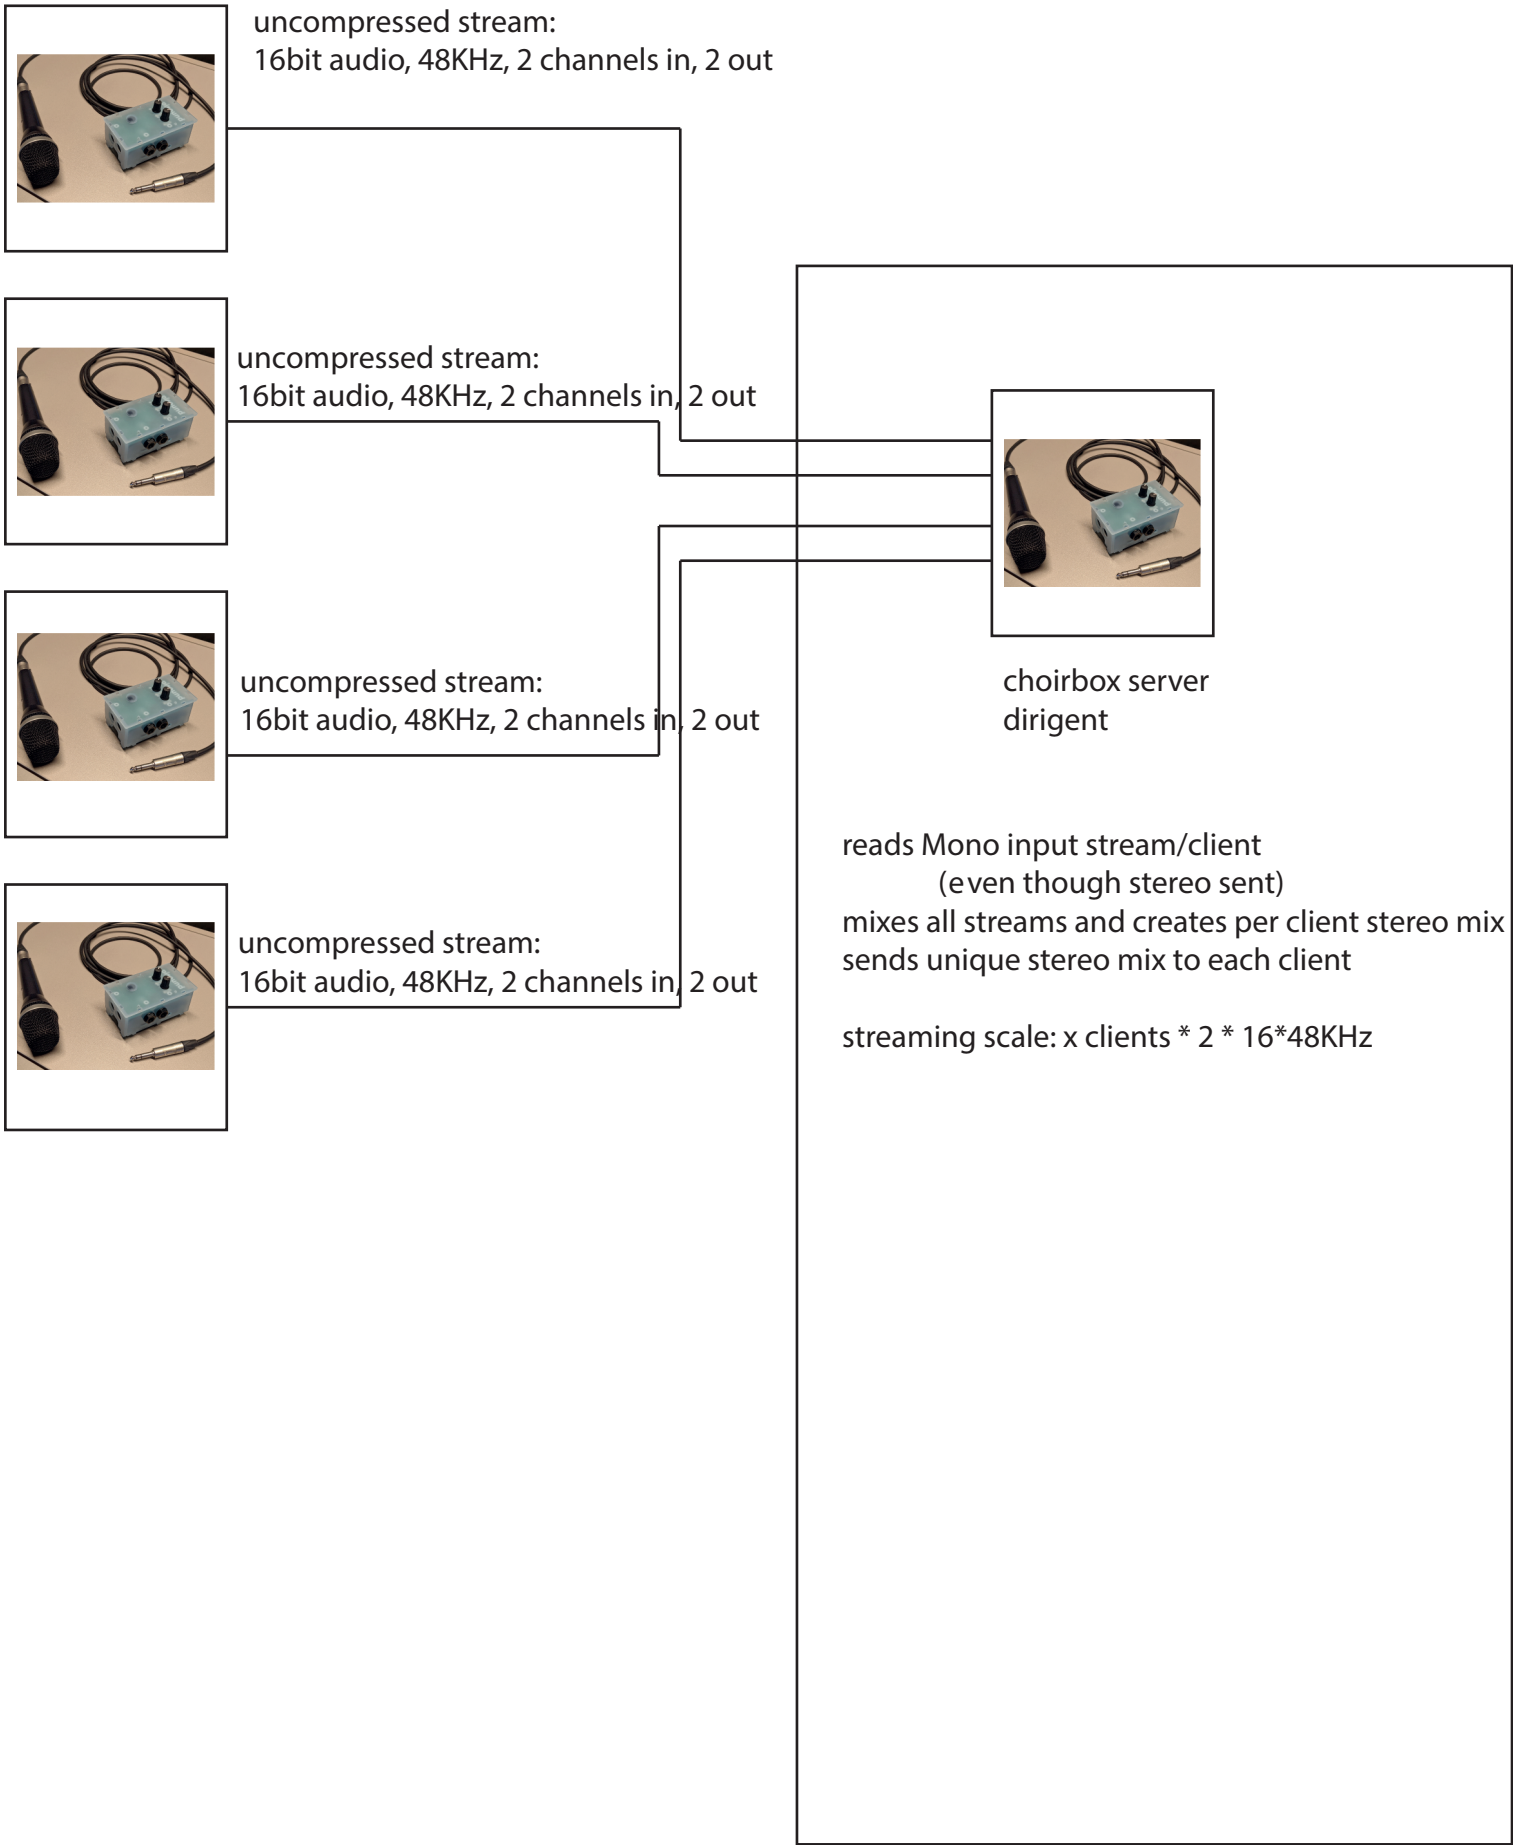 uncompressed stream:
16bit audio, 48KHz, 2 channels in, 2 out
uncompressed stream:
16bit audio, 48KHz, 2 channels in, 2 out
uncompressed stream:
16bit audio, 48KHz, 2 channels in, 2 out
uncompressed stream:
16bit audio, 48KHz, 2 channels in, 2 out
choirbox server
dirigent
reads Mono input stream/client
(even though stereo sent)
mixes all streams and creates per client stereo mix
sends unique stereo mix to each client
streaming scale: x clients * 2 * 16*48KHz